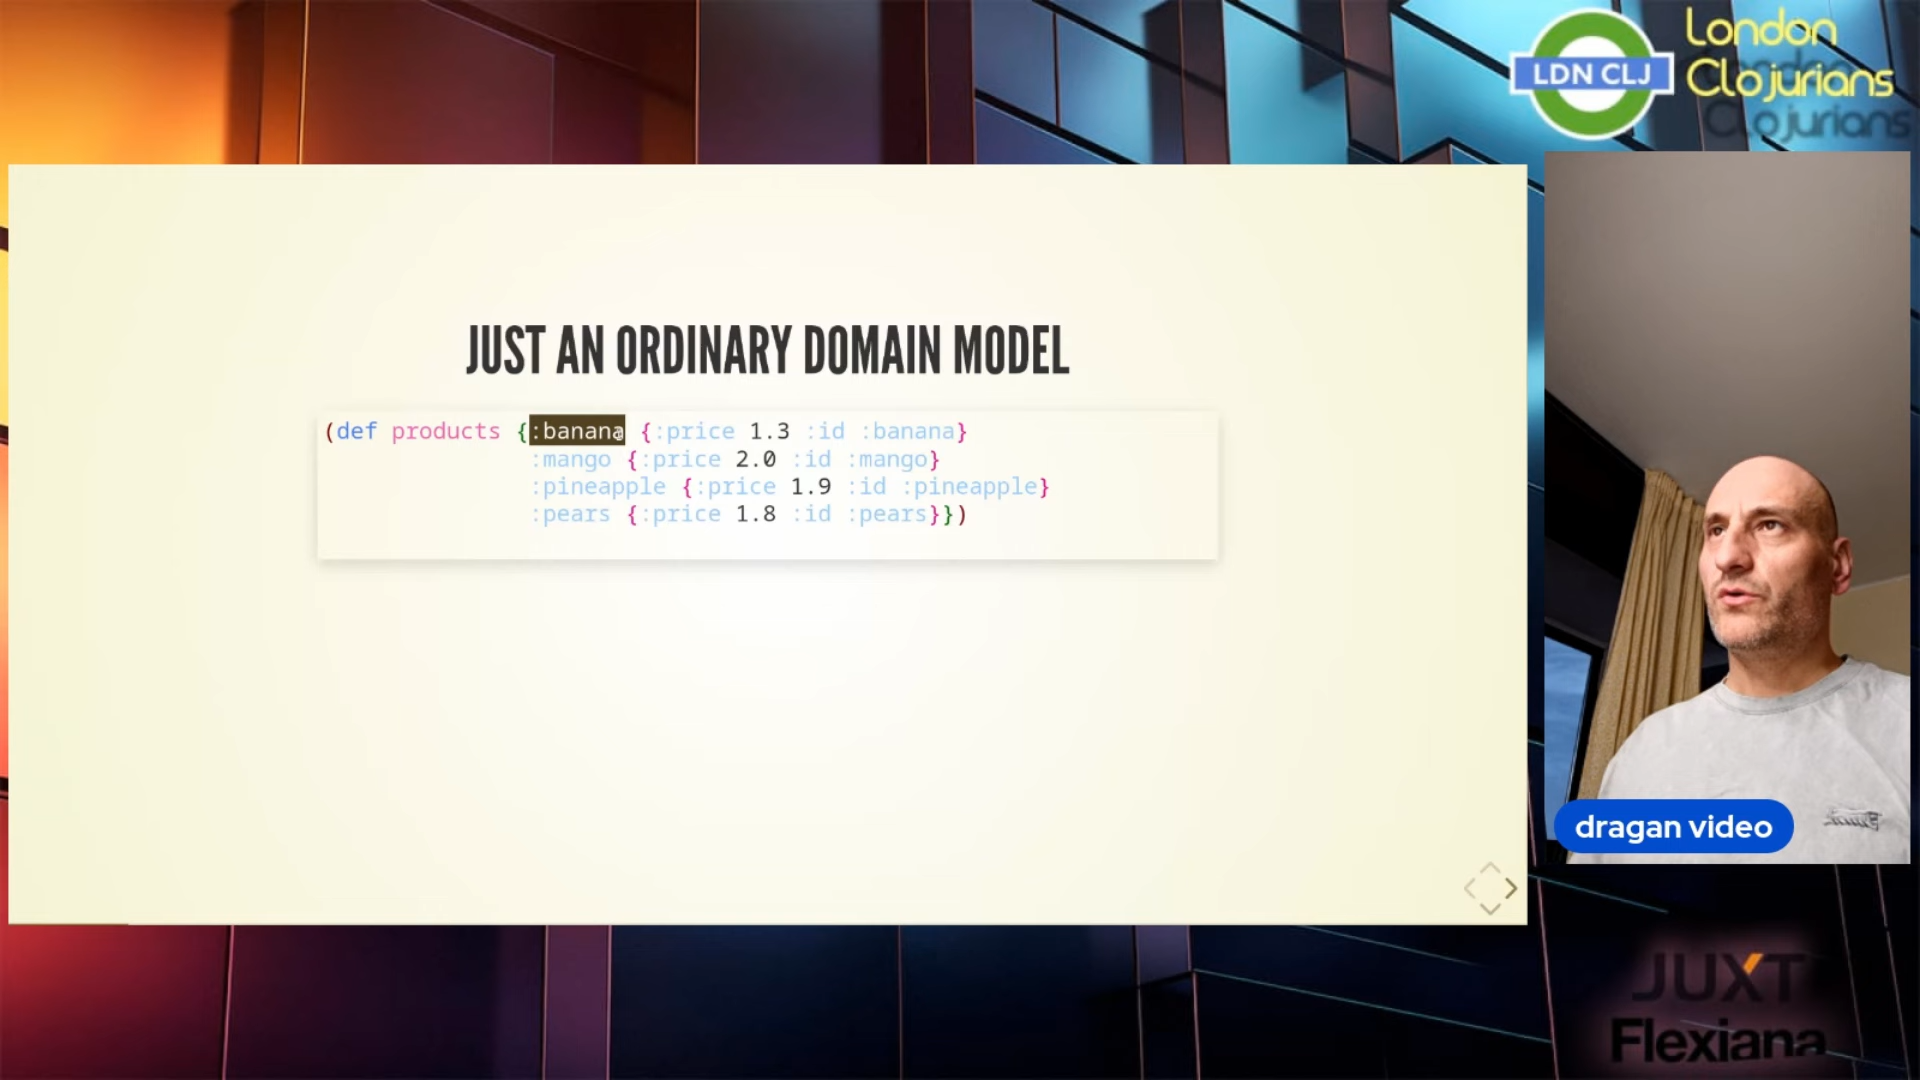 London
Clojurians
Clojurians
LDN CLJ
JUST AN ORDINARY DOMAIN MODEL
(def products {:banana {:price 1.3 :id :banana}
:mango {:price 2.0 :id :mango}
:pineapple {:price 1.9 :id :pineapple}
:pears {:price 1.8 :id :pears}})
dragan video
JUXT
Flexiana